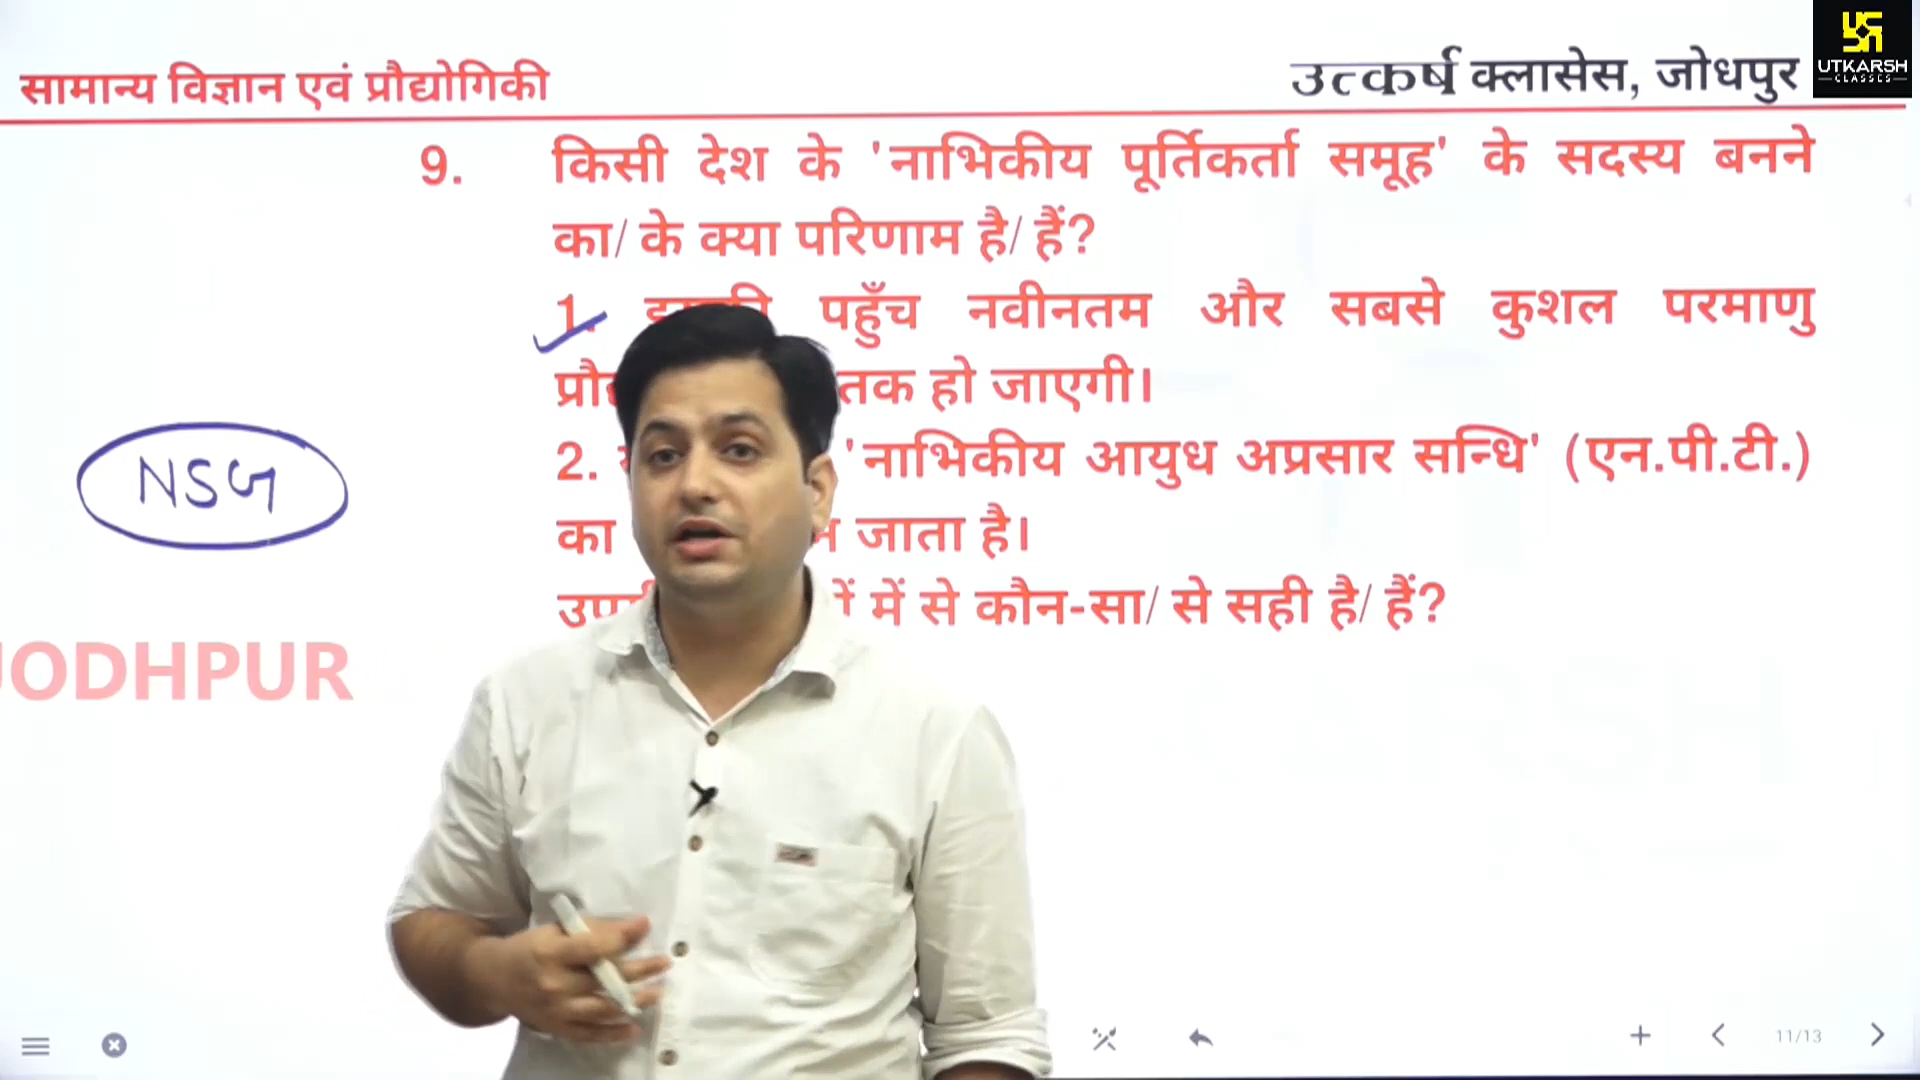 सामान्य विज्ञान एवं प्रौद्योगिकी
उत्कर्ष क्लासेस, जोधपुर
UTKARSH
CLASSES
9. किसी देश के 'नाभिकीय पूर्तिकर्ता समूह' के सदस्य बनने
का/ के क्या परिणाम है/ हैं?
1. पहुँच नवीनतम और सबसे कुशल परमाणु
तक हो जाएगी।
2. 'नाभिकीय आयुध अप्रसार सन्धि' (एन.पी.टी.)
का जाता है।
में से कौन-सा/ से सही है/ हैं?
NSG
JODHPUR
11/13